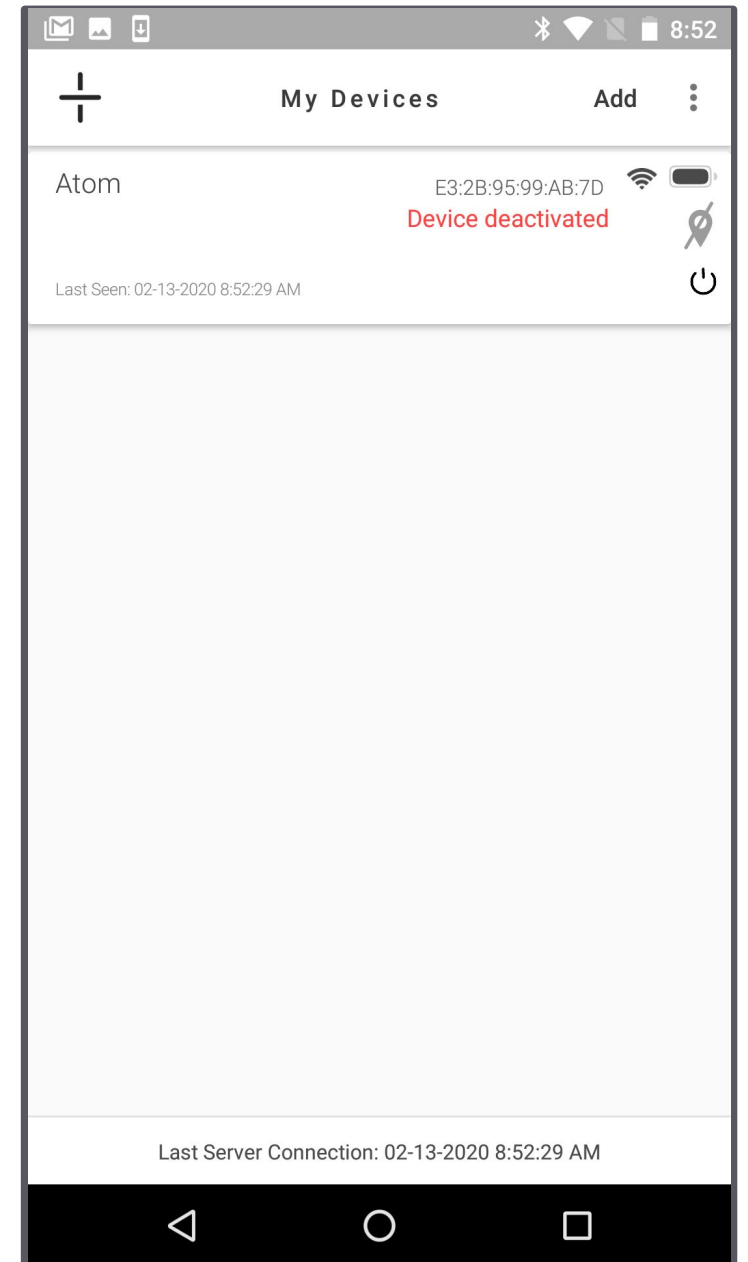 8:52
My Devices
Add
Atom
E3:2B:95:99:AB:7D
Device deactivated
Last Seen: 02-13-2020 8:52:29 AM
Last Server Connection: 02-13-2020 8:52:29 AM